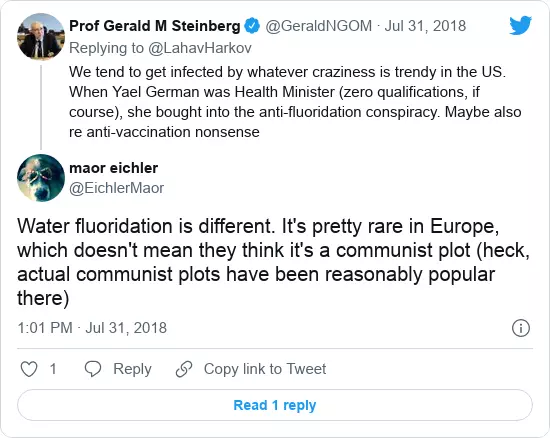 Prof Gerald M Steinberg @GeraldNGOM · Jul 31, 2018
Replying to @LahavHarkov
We tend to get infected by whatever craziness is trendy in the US.
When Yael German was Health Minister (zero qualifications, if
course), she bought into the anti-fluoridation conspiracy. Maybe also
re anti-vaccination nonsense
maor eichler
@EichlerMaor
Water fluoridation is different. It's pretty rare in Europe,
which doesn't mean they think it's a communist plot (heck,
actual communist plots have been reasonably popular
there)
1:01 PM · Jul 31, 2018
1 Reply Copy link to Tweet
Read 1 reply